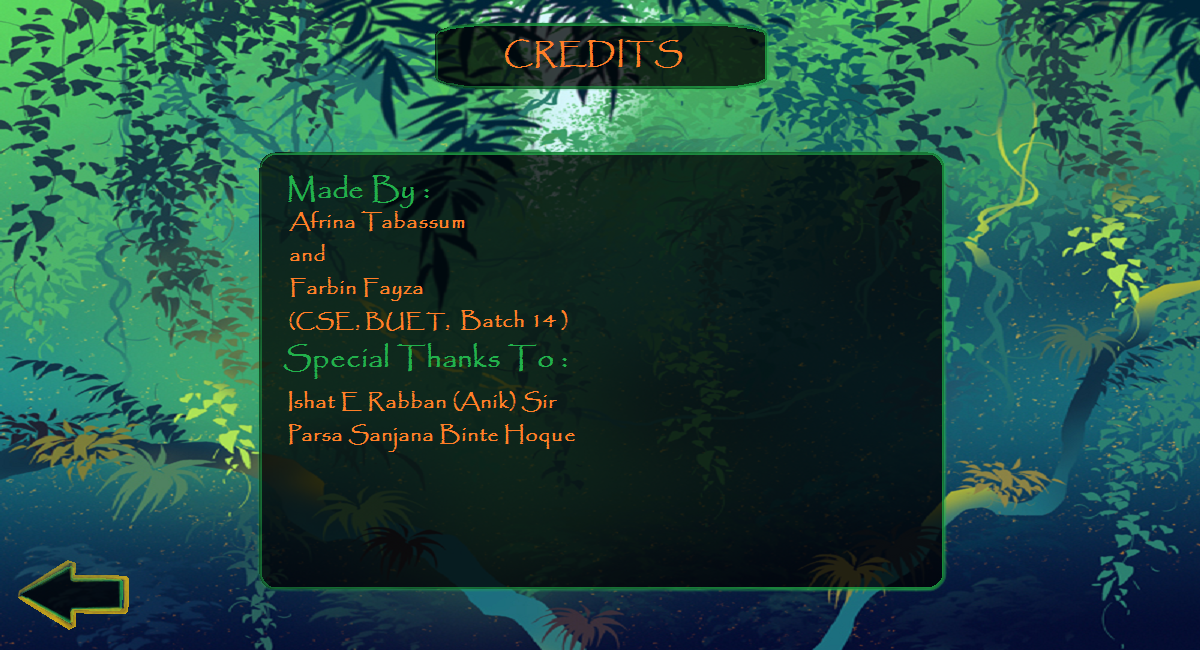 CREDITS
Made By :
Afrina Tabassum
and
Farbin Fayza
(CSE, BUET, Batch 14)
Special Thanks To :
Ishat E Rabban (Anik) Sir
Parsa Sanjana Binte Hoque